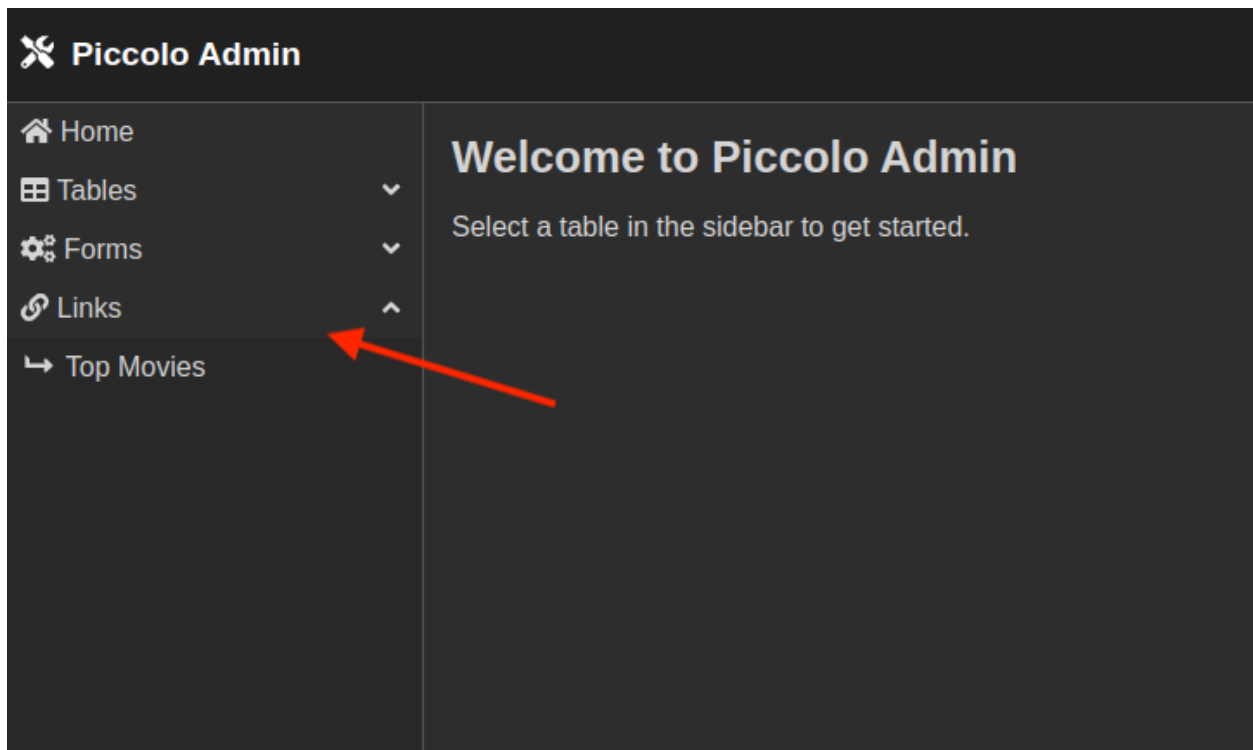 Piccolo Admin
Home
Tables
Forms
Links
Top Movies
Welcome to Piccolo Admin
Select a table in the sidebar to get started.